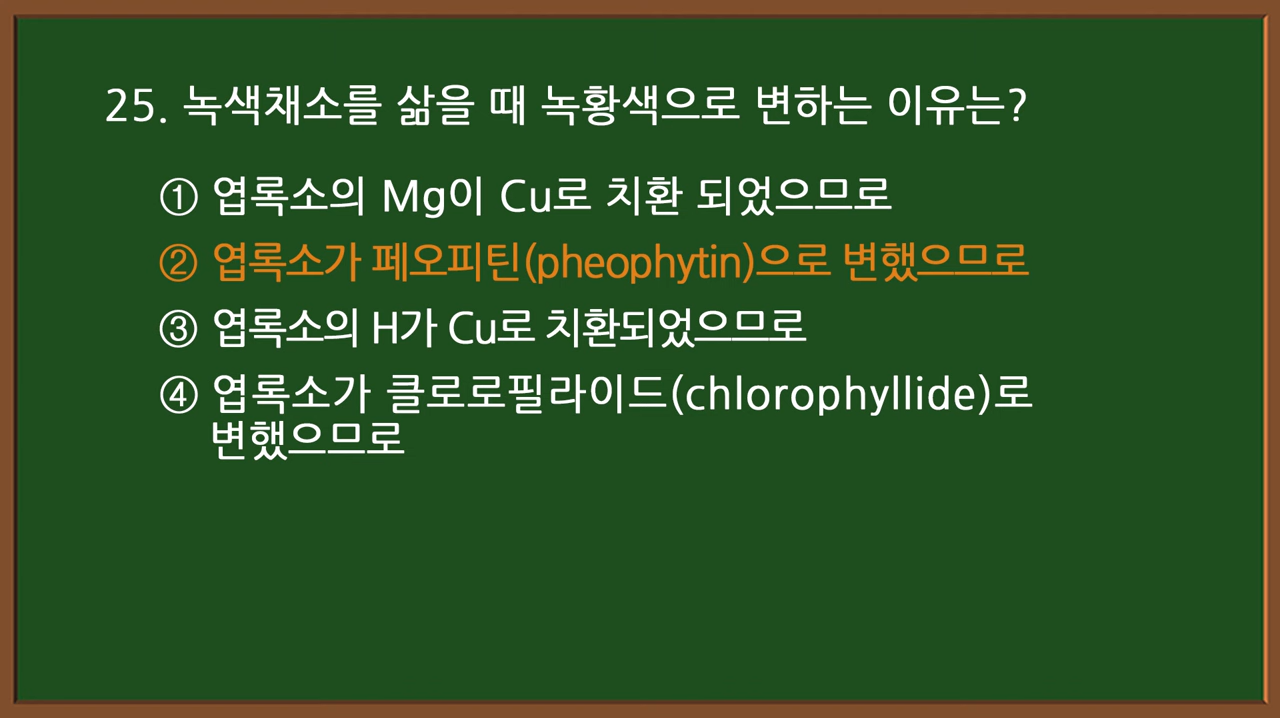 25. 녹색채소를 삶을 때 녹황색으로 변하는 이유는?
① 엽록소의 Mg이 Cu로 치환 되었으므로
② 엽록소가 페오피틴(pheophytin)으로 변했으므로
③ 엽록소의 H가 Cu로 치환되었으므로
④ 엽록소가 클로로필라이드(chlorophyllide)로
변했으므로